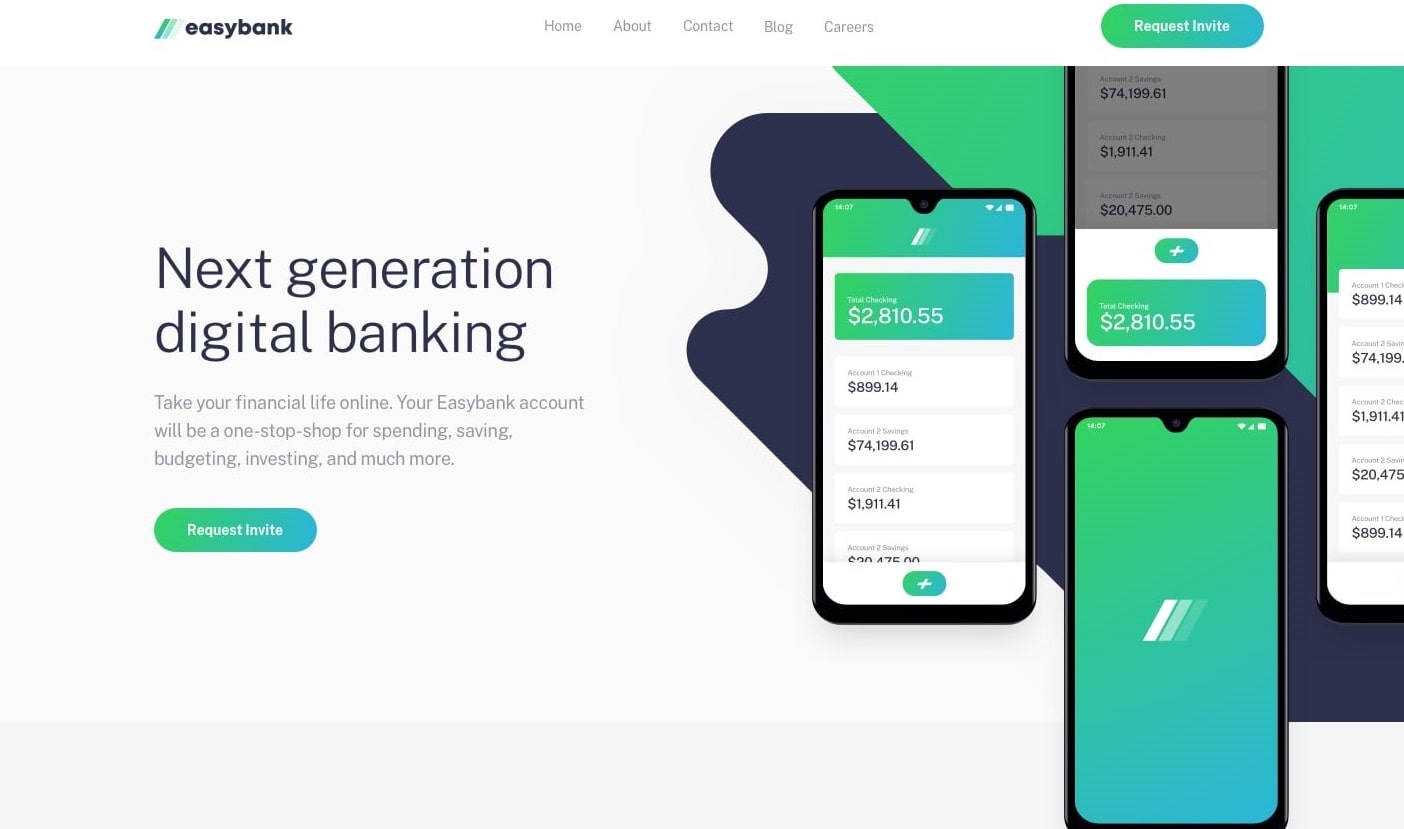 easybank
Home
About
Contact
Blog
Careers
Request Invite
Next generation
digital banking
Take your financial life online. Your Easybank account
will be a one-stop-shop for spending, saving,
budgeting, investing, and much more.
Request Invite
14:07
Total Checking
$2,810.55
Account 1 Checking
$899.14
Account 2 Savings
$74,199.61
Account 2 Checking
$1,911.41
Account 2 Savings
$20,475.00
Account 2 Savings
$74,199.61
Account 2 Checking
$1,911.41
Account 2 Savings
$20,475.00
Total Checking
$2,810.55
14:07
14:07
Account 1
$899.14
Account 2
$74,199.
Account 2
$1,911.41
Account 2
$20,475
Account 1
$899.14